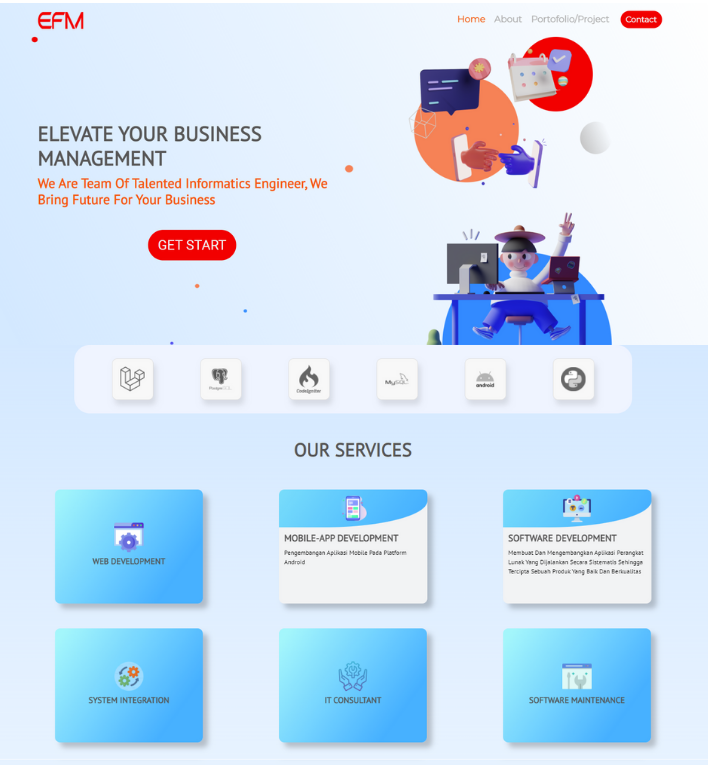 EFM
Home About Portofolio/Project Contact
ELEVATE YOUR BUSINESS
MANAGEMENT
We Are Team Of Talented Informatics Engineer, We
Bring Future For Your Business
GET START
CodeIgniter
MySQL
android
OUR SERVICES
WEB DEVELOPMENT
MOBILE-APP DEVELOPMENT
Pengembangan Aplikasi Mobile Pada Platform
Android
SOFTWARE DEVELOPMENT
Membuat Dan Mengembangkan Aplikasi Perangkat
Lunak Yang Dijalankan Secara Sistematis Sehingga
Tercipta Sebuah Produk Yang Baik Dan Berkualitas
SYSTEM INTEGRATION
IT CONSULTANT
SOFTWARE MAINTENANCE